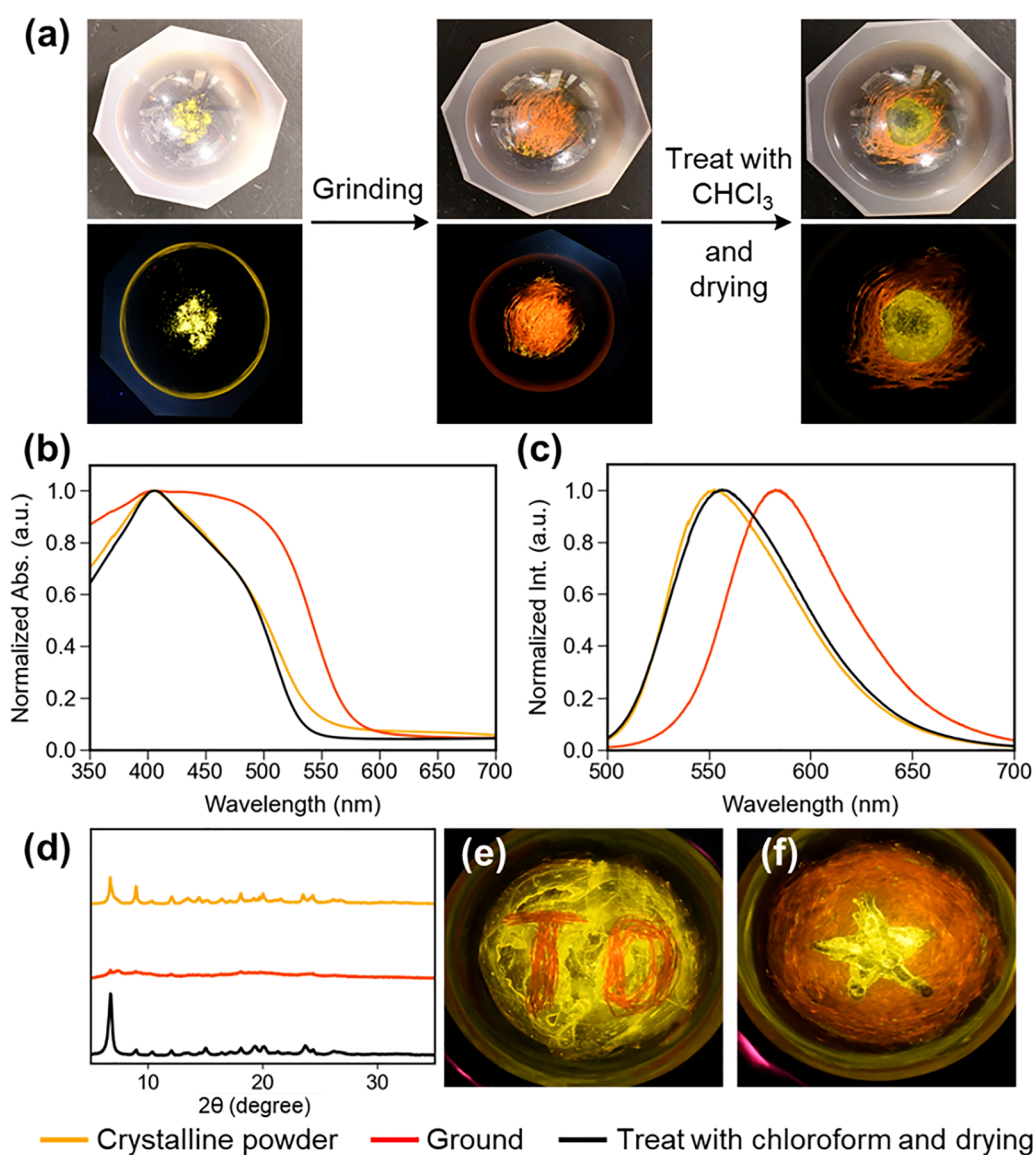 (a)
Grinding
Treat with
CHCl₃
and
drying
(b)
Normalized Abs. (a.u.)
1.0
0.8
0.6
0.4
0.2
0.0
350 400 450 500 550 600 650 700
Wavelength (nm)
(c)
Normalized Int. (a.u.)
1.0
0.8
0.6
0.4
0.2
0.0
500 550 600 650 700
Wavelength (nm)
(d)
10 20 30
2θ (degree)
(e)
T D
(f)
Crystalline powder
Ground
Treat with chloroform and drying